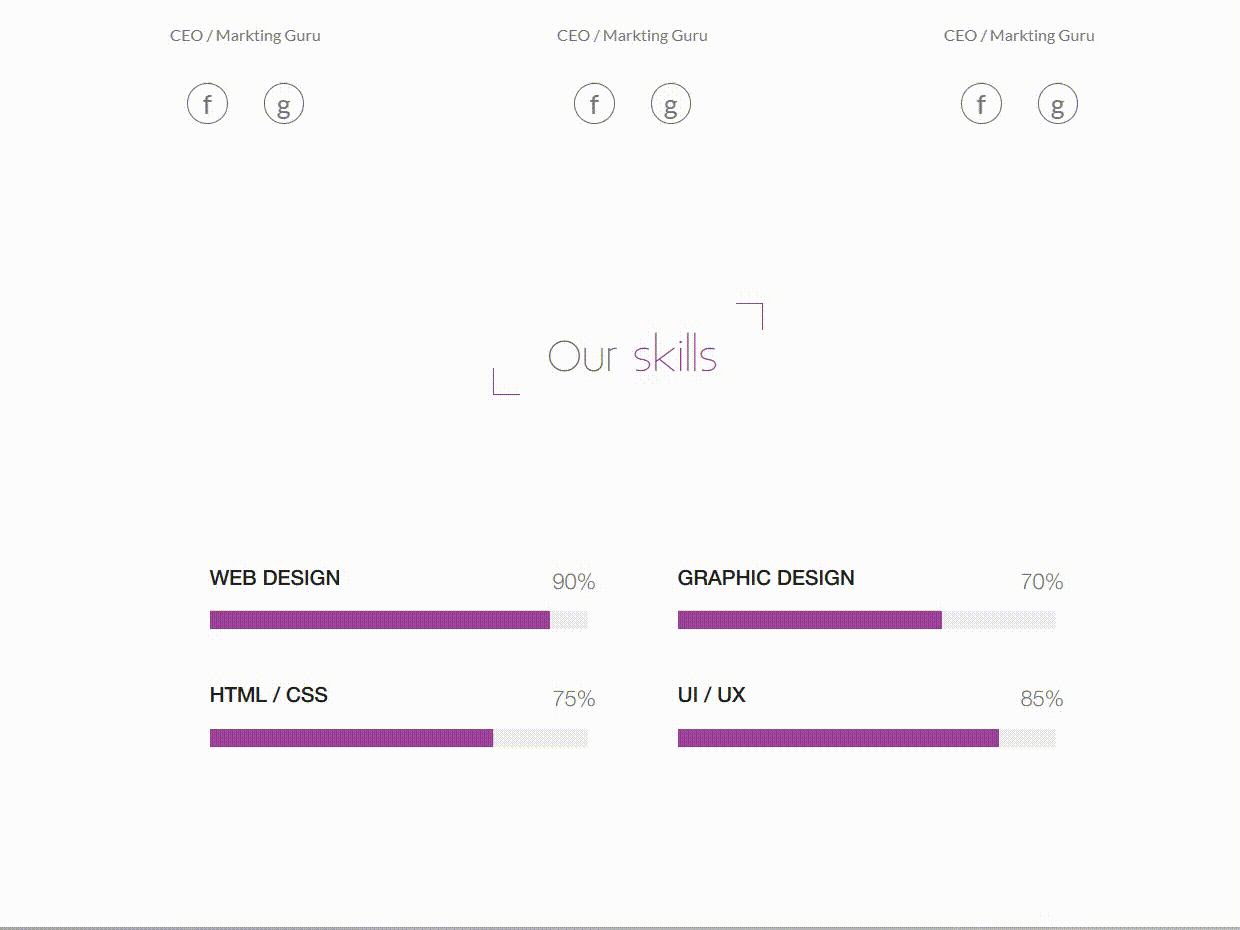 CEO / Markting Guru CEO / Markting Guru CEO / Markting Guru
f g f g f g
Our skills
WEB DESIGN 90% GRAPHIC DESIGN 70%
HTML / CSS 75% UI / UX 85%